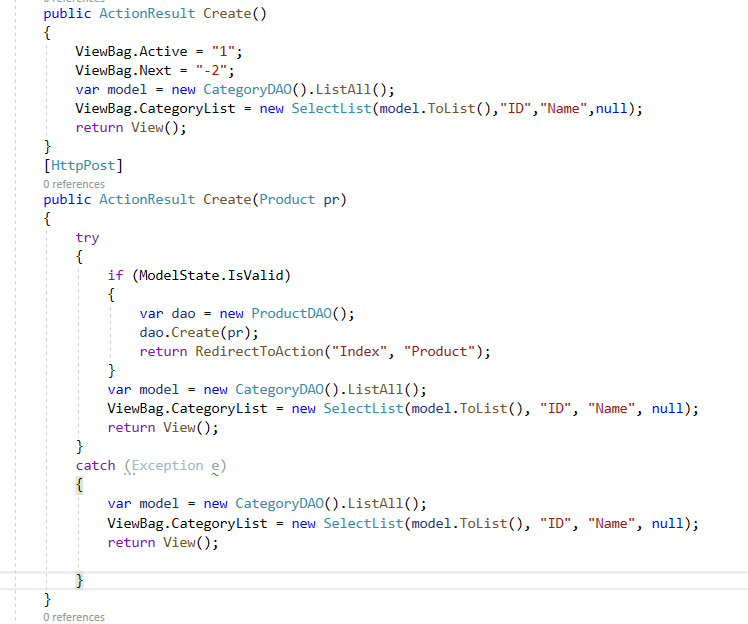 public ActionResult Create()
{
ViewBag.Active = "1";
ViewBag.Next = "-2";
var model = new CategoryDAO().ListAll();
ViewBag.CategoryList = new SelectList(model.ToList(),"ID","Name",null);
return View();
}
[HttpPost]
0 references
public ActionResult Create(Product pr)
{
try
{
if (ModelState.IsValid)
{
var dao = new ProductDAO();
dao.Create(pr);
return RedirectToAction("Index", "Product");
}
var model = new CategoryDAO().ListAll();
ViewBag.CategoryList = new SelectList(model.ToList(), "ID", "Name", null);
return View();
}
catch (Exception e)
{
var model = new CategoryDAO().ListAll();
ViewBag.CategoryList = new SelectList(model.ToList(), "ID", "Name", null);
return View();
}
}
0 references